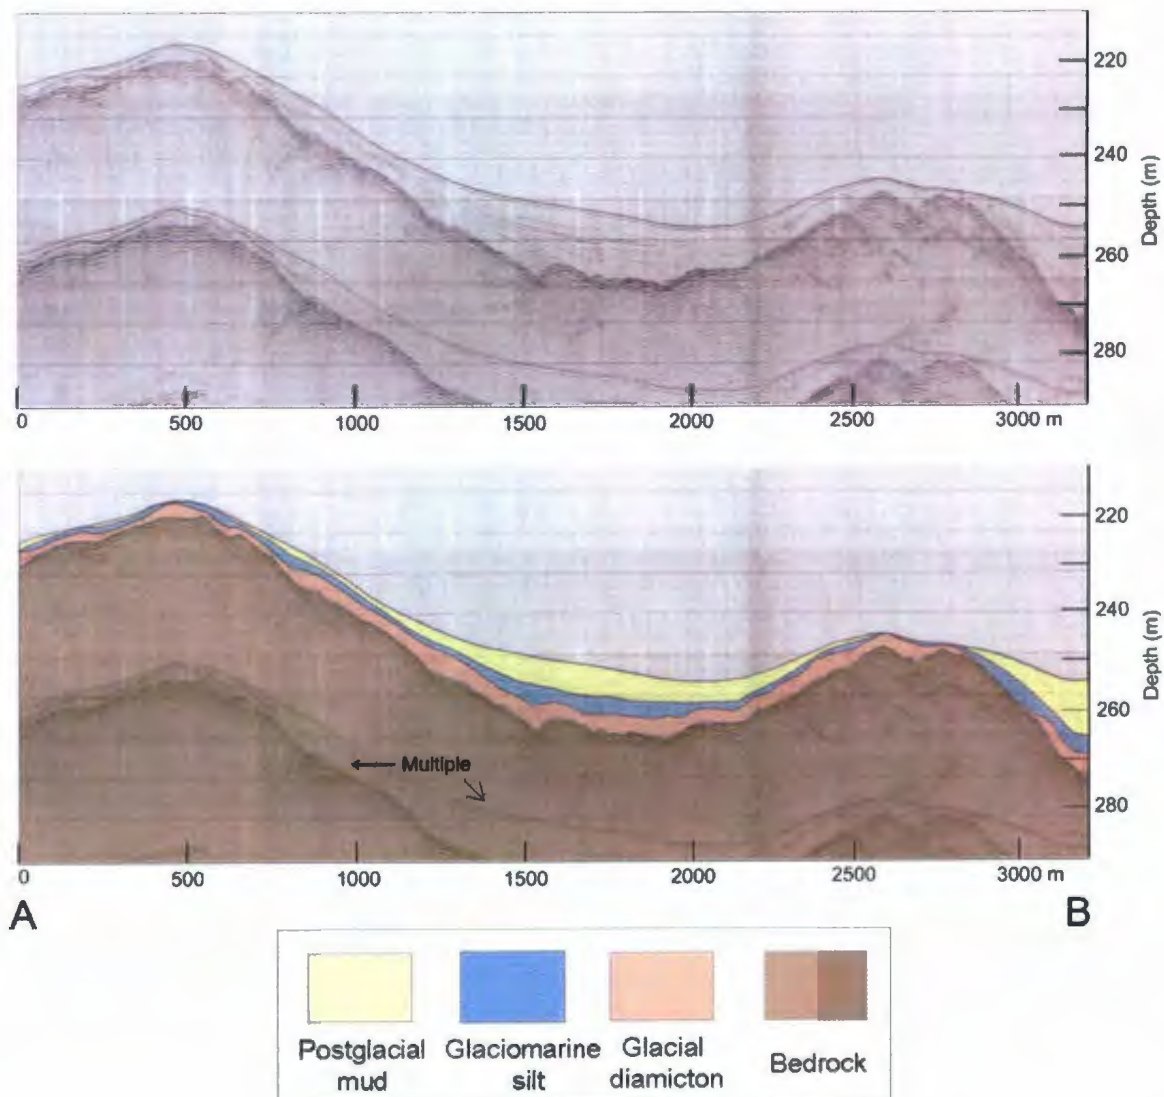 220
240
260
280
Depth (m)
0 500 1000 1500 2000 2500 3000 m
220
240
260
280
Depth (m)
Multiple
0 500 1000 1500 2000 2500 3000 m
A B
Postglacial mud
Glaciomarine silt
Glacial diamicton
Bedrock